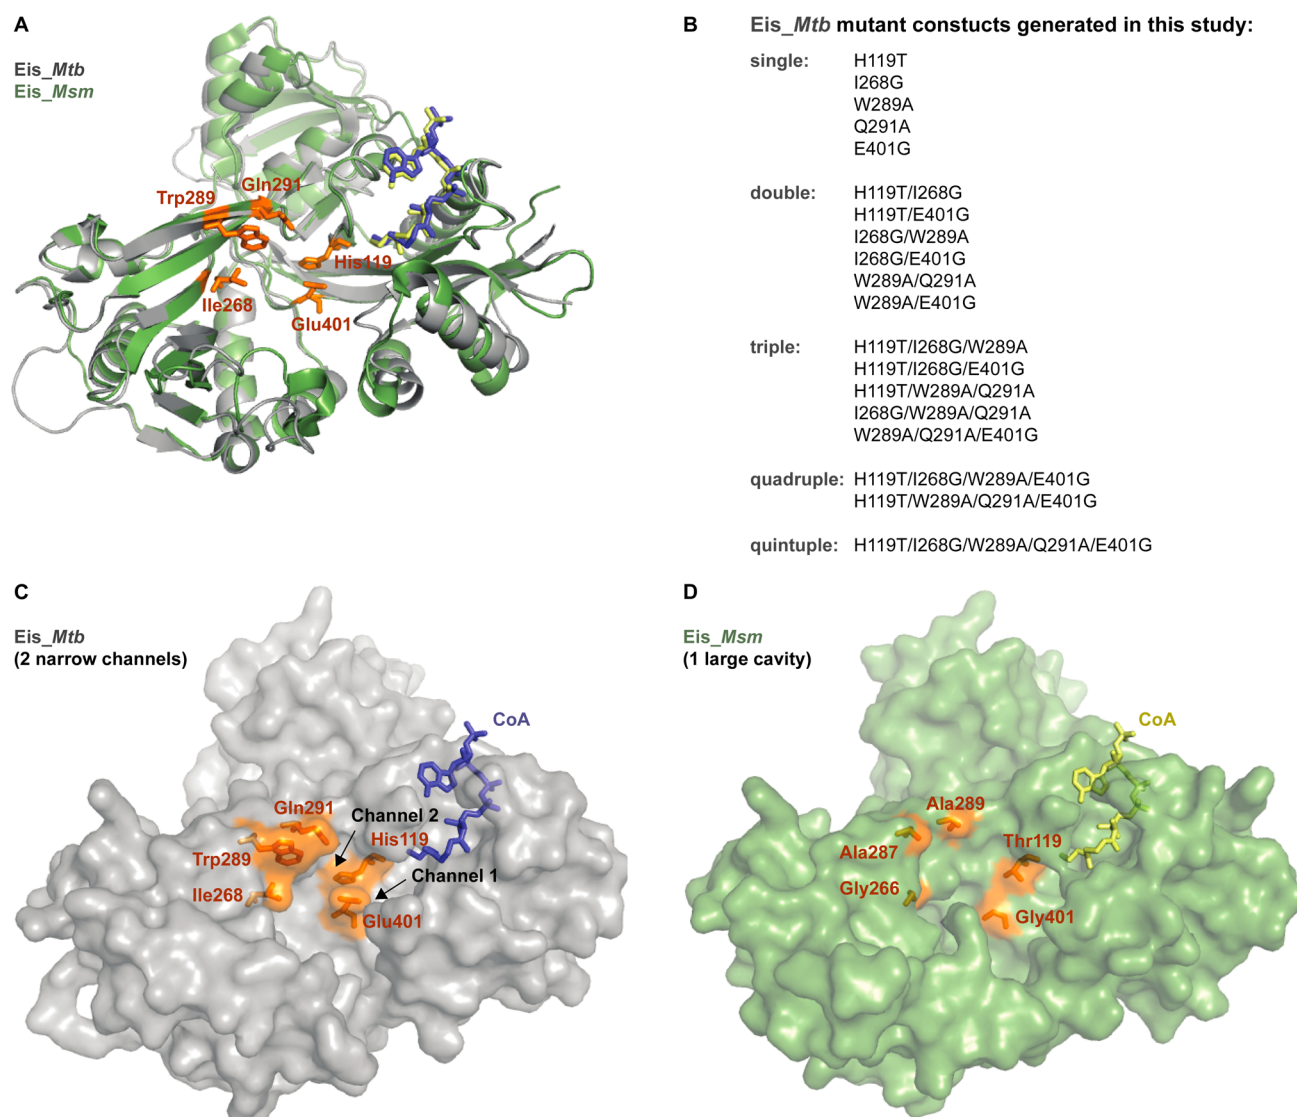 A
Eis_Mtb
Eis_Msm
Gln291
Trp289
His119
Ile268
Glu401
B
Eis_Mtb mutant constucts generated in this study:
single: H119T
I268G
W289A
Q291A
E401G
double: H119T/I268G
H119T/E401G
I268G/W289A
I268G/E401G
W289A/Q291A
W289A/E401G
triple: H119T/I268G/W289A
H119T/I268G/E401G
H119T/W289A/Q291A
I268G/W289A/Q291A
W289A/Q291A/E401G
quadruple: H119T/I268G/W289A/E401G
H119T/W289A/Q291A/E401G
quintuple: H119T/I268G/W289A/Q291A/E401G
C
Eis_Mtb
(2 narrow channels)
CoA
Gln291
Channel 2
His119
Trp289
Channel 1
Ile268
Glu401
D
Eis_Msm
(1 large cavity)
CoA
Ala289
Thr119
Ala287
Gly266
Gly401